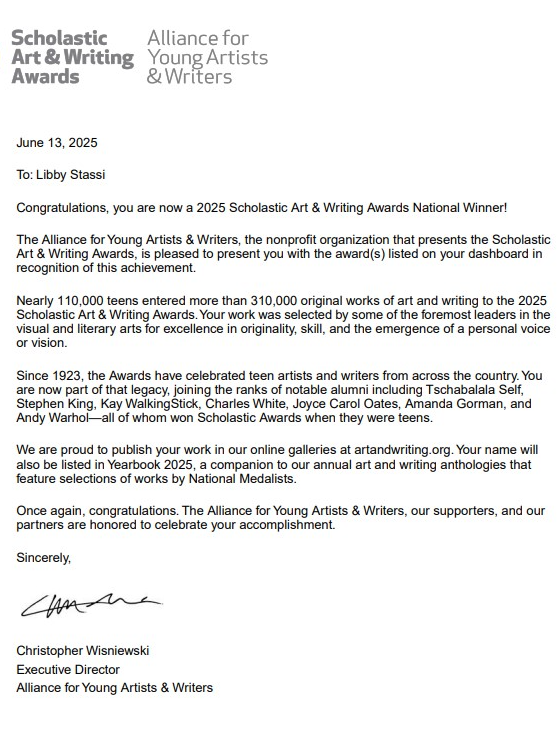 Scholastic Art & Writing Awards
Alliance for Young Artists & Writers
June 13, 2025
To: Libby Stassi
Congratulations, you are now a 2025 Scholastic Art & Writing Awards National Winner!
The Alliance for Young Artists & Writers, the nonprofit organization that presents the Scholastic
Art & Writing Awards, is pleased to present you with the award(s) listed on your dashboard in
recognition of this achievement.
Nearly 110,000 teens entered more than 310,000 original works of art and writing to the 2025
Scholastic Art & Writing Awards. Your work was selected by some of the foremost leaders in the
visual and literary arts for excellence in originality, skill, and the emergence of a personal voice
or vision.
Since 1923, the Awards have celebrated teen artists and writers from across the country. You
are now part of that legacy, joining the ranks of notable alumni including Tschabalala Self,
Stephen King, Kay WalkingStick, Charles White, Joyce Carol Oates, Amanda Gorman, and
Andy Warhol—all of whom won Scholastic Awards when they were teens.
We are proud to publish your work in our online galleries at artandwriting.org. Your name will
also be listed in Yearbook 2025, a companion to our annual art and writing anthologies that
feature selections of works by National Medalists.
Once again, congratulations. The Alliance for Young Artists & Writers, our supporters, and our
partners are honored to celebrate your accomplishment.
Sincerely,
Christopher Wisniewski
Executive Director
Alliance for Young Artists & Writers